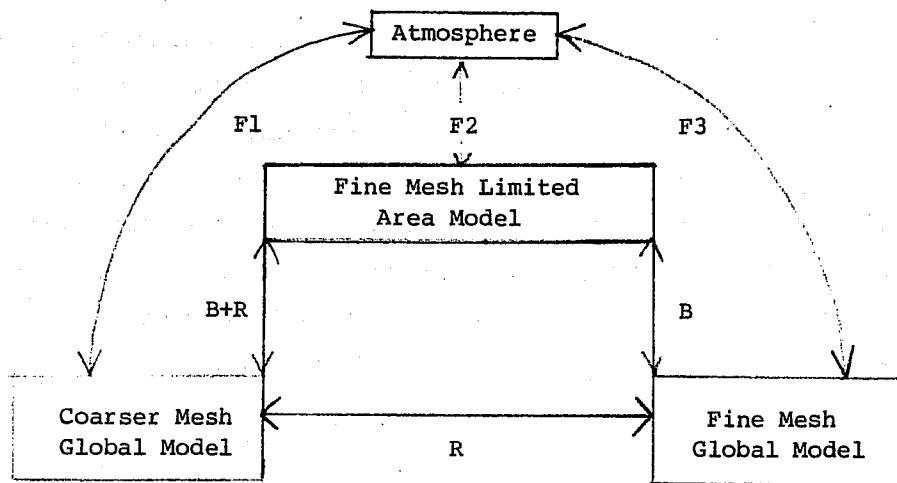 Atmosphere
F1
F2
F3
Fine Mesh Limited
Area Model
B+R
B
Coarser Mesh
Global Model
R
Fine Mesh
Global Model